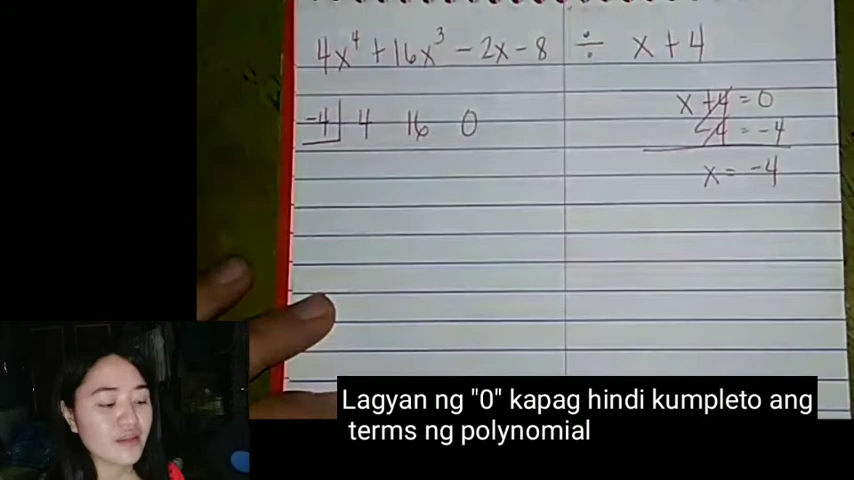 4x⁴ + 16x³ - 2x - 8 ÷ x + 4
x + 4 = 0
-4 = -4
x = -4
-4 4 16 0
Lagyan ng "0" kapag hindi kumpleto ang
terms ng polynomial